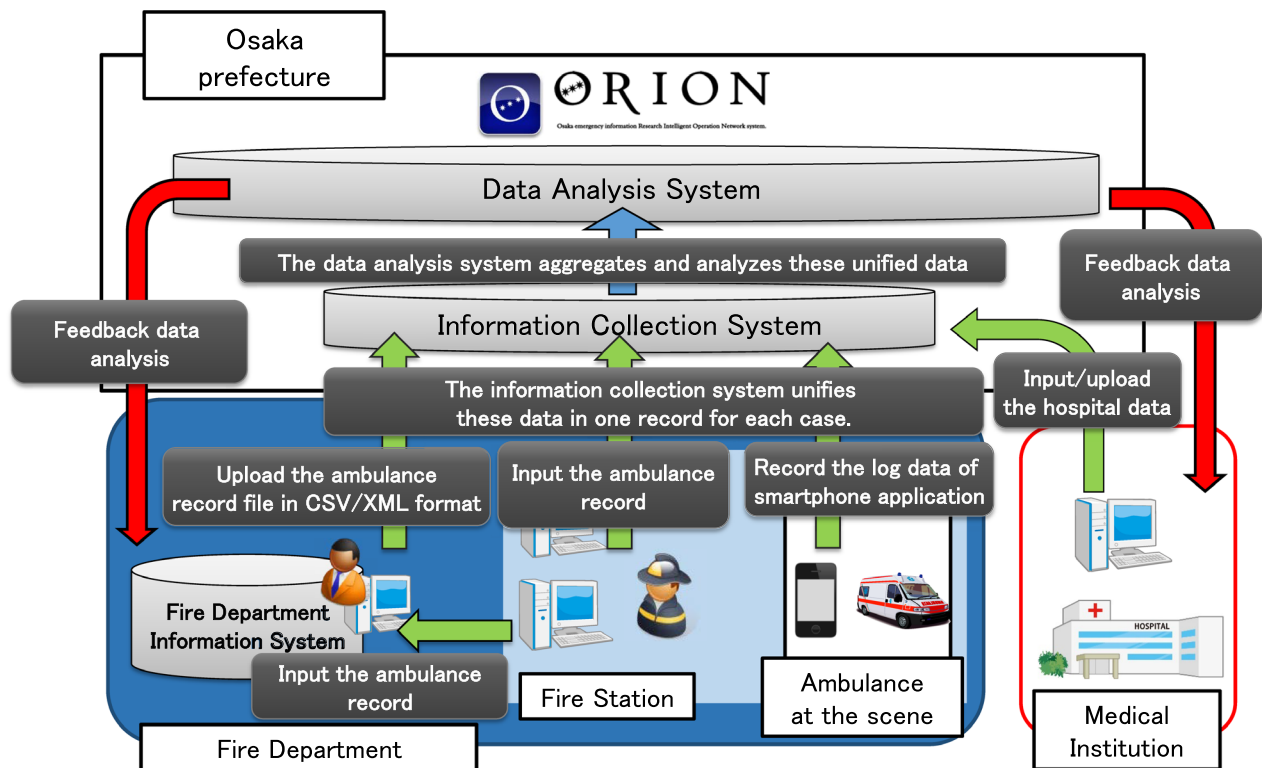 Osaka
prefecture
O
ORION
Osaka emergency information Research Intelligent Operation Network system.
Data Analysis System
The data analysis system aggregates and analyzes these unified data
Feedback data
analysis
Information Collection System
Feedback data
analysis
The information collection system unifies
these data in one record for each case.
Input/upload
the hospital data
Upload the ambulance
record file in CSV/XML format
Input the ambulance
record
Record the log data of
smartphone application
Fire Department
Information System
Input the ambulance
record
HOSPITAL
Fire Station
Ambulance
at the scene
Medical
Institution
Fire Department